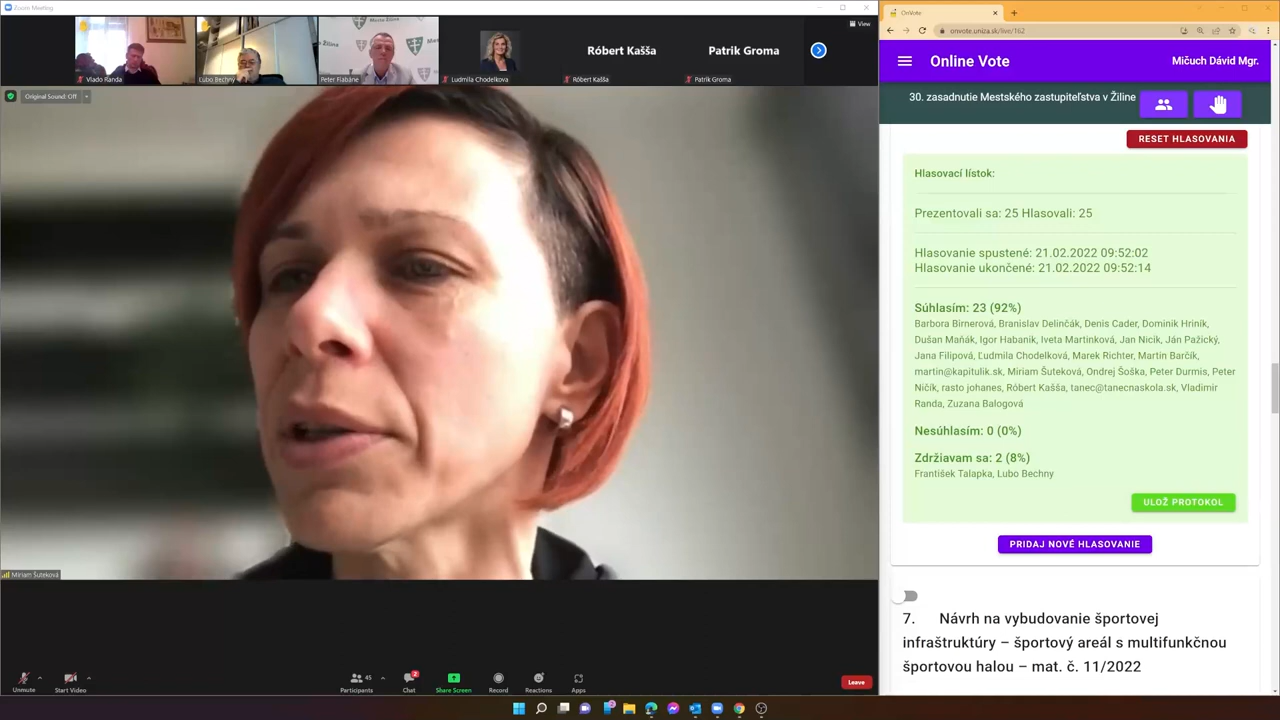 Zoom Meeting
View
Vlado Randa
Ľubo Bechný
Peter Fiabáne
Ludmila Chodelkova
Róbert Kašša
Róbert Kašša
Patrik Groma
Patrik Groma
Original Sound: Off
Miriam Šuteková
Unmute
Start Video
Participants
45
Chat
2
Share Screen
Record
Reactions
Apps
Leave
OnVote
onvote.uniza.sk/live/162
Online Vote
Mičuch Dávid Mgr.
30. zasadnutie Mestského zastupiteľstva v Žiline
RESET HLASOVANIA
Hlasovací lístok:
Prezentovali sa: 25 Hlasovali: 25
Hlasovanie spustené: 21.02.2022 09:52:02
Hlasovanie ukončené: 21.02.2022 09:52:14
Súhlasím: 23 (92%)
Barbora Birnerová, Branislav Delinčák, Denis Cader, Dominik Hriník,
Dušan Maňák, Igor Habaník, Iveta Martinková, Jan Nicík, Ján Pažický,
Jana Filipová, Ľudmila Chodelková, Marek Richter, Martin Barčík,
martin@kapitulik.sk, Miriam Šuteková, Ondrej Šoška, Peter Durmis, Peter
Ničík, rasto johanes, Róbert Kašša, tanec@tanecnaskola.sk, Vladimir
Randa, Zuzana Balogová
Nesúhlasím: 0 (0%)
Zdržiavam sa: 2 (8%)
František Talapka, Lubo Bechny
ULOŽ PROTOKOL
PRIDAJ NOVÉ HLASOVANIE
7. Návrh na vybudovanie športovej
infraštruktúry – športový areál s multifunkčnou
športovou halou – mat. č. 11/2022